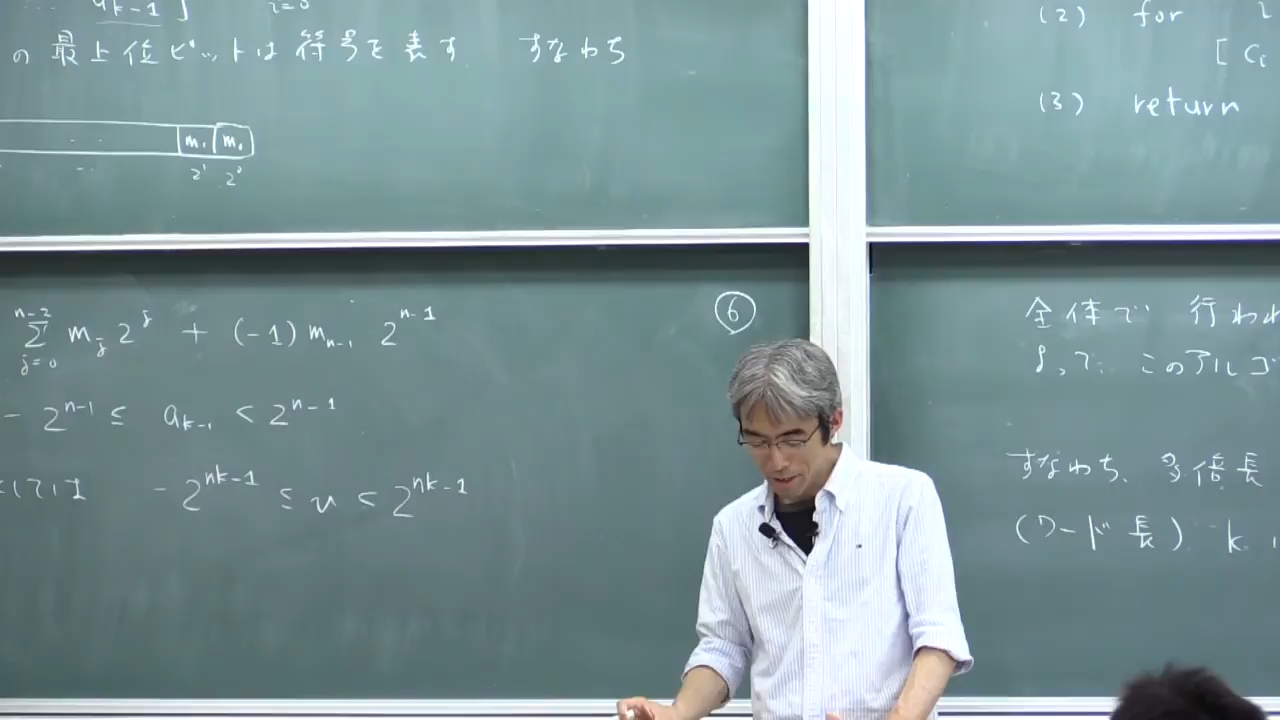 a_{k-1} ] i=0
の 最上位ビットは 符号を表す すなわち
m_1 m_0
2^1 2^0
\sum_{j=0}^{n-2} m_j 2^j + (-1) m_{n-1} 2^{n-1}
- 2^{n-1} ≤ a_{k-1} < 2^{n-1}
- 2^{nk-1} ≤ u < 2^{nk-1}
⑥
(2) for
[ C_i
(3) return
全体で 行われ
よって、このアルゴ
すなわち、多倍長
(ワード長) k